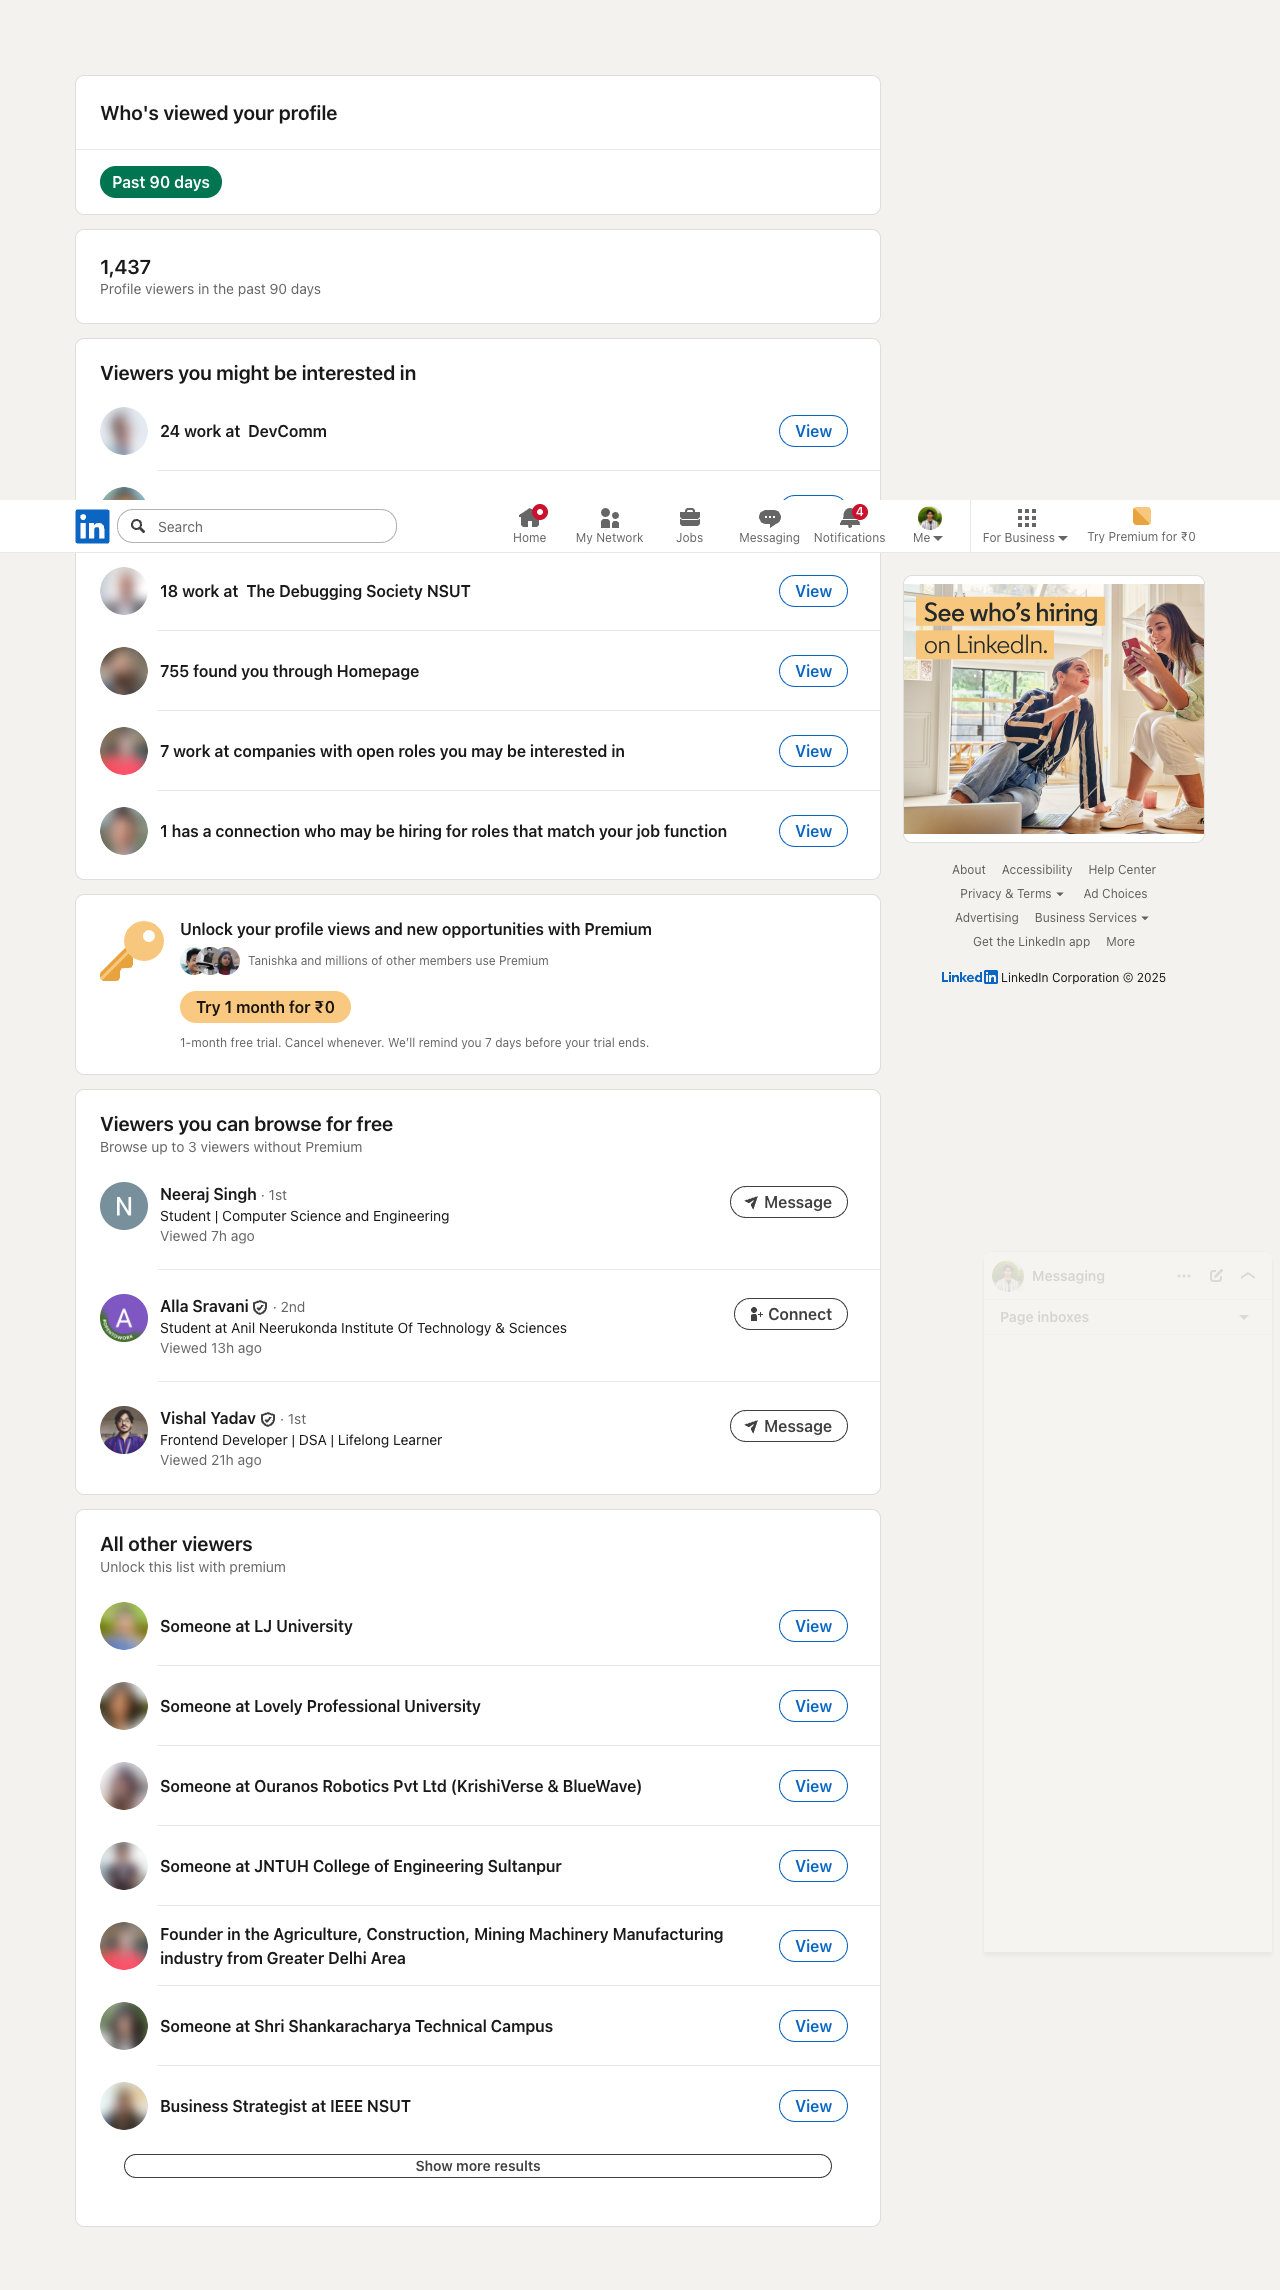 Who's viewed your profile
Past 90 days
1,437
Profile viewers in the past 90 days
Viewers you might be interested in
24 work at DevComm
View
in
Search
Home
My Network
Jobs
Messaging
4
Notifications
Me
For Business
Try Premium for ₹0
18 work at The Debugging Society NSUT
View
755 found you through Homepage
View
7 work at companies with open roles you may be interested in
View
1 has a connection who may be hiring for roles that match your job function
View
See who's hiring
on LinkedIn.
About Accessibility Help Center
Privacy & Terms Ad Choices
Advertising Business Services
Get the LinkedIn app More
LinkedIn LinkedIn Corporation © 2025
Unlock your profile views and new opportunities with Premium
Tanishka and millions of other members use Premium
Try 1 month for ₹0
1-month free trial. Cancel whenever. We'll remind you 7 days before your trial ends.
Viewers you can browse for free
Browse up to 3 viewers without Premium
N
Neeraj Singh · 1st
Student | Computer Science and Engineering
Viewed 7h ago
Message
A
Alla Sravani · 2nd
Student at Anil Neerukonda Institute Of Technology & Sciences
Viewed 13h ago
Connect
Vishal Yadav · 1st
Frontend Developer | DSA | Lifelong Learner
Viewed 21h ago
Message
Messaging
Page inboxes
All other viewers
Unlock this list with premium
Someone at LJ University
View
Someone at Lovely Professional University
View
Someone at Ouranos Robotics Pvt Ltd (KrishiVerse & BlueWave)
View
Someone at JNTUH College of Engineering Sultanpur
View
Founder in the Agriculture, Construction, Mining Machinery Manufacturing
industry from Greater Delhi Area
View
Someone at Shri Shankaracharya Technical Campus
View
Business Strategist at IEEE NSUT
View
Show more results